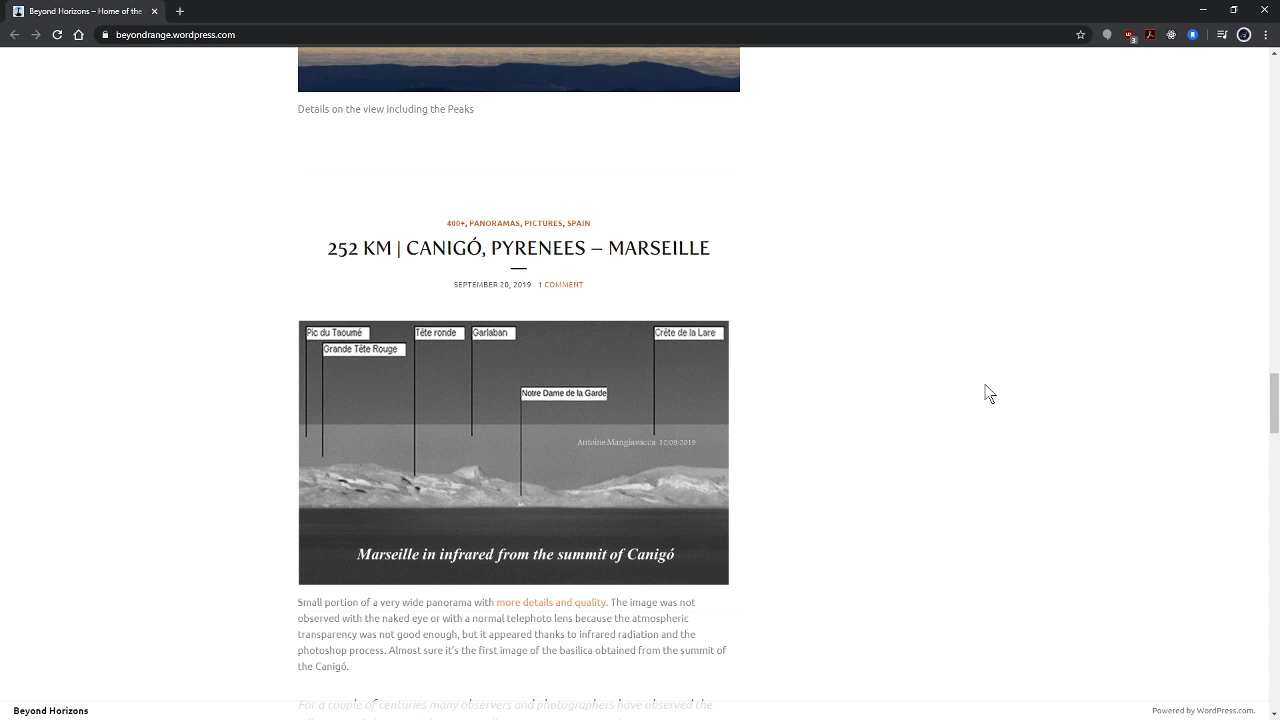 Beyond Horizons - Images of the
beyondrange.wordpress.com
3
Details on the view including the Peaks
400+, PANORAMAS, PICTURES, SPAIN
252 KM | CANIGÓ, PYRENEES – MARSEILLE
SEPTEMBER 20, 2019 1 COMMENT
Pic du Taoumé
Tête ronde
Garlaban
Crête de la Lare
Grande Tête Rouge
Notre Dame de la Garde
Antoine Mangiavacca 12/09/2019
Marseille in infrared from the summit of Canigó
Small portion of a very wide panorama with more details and quality. The image was not
observed with the naked eye or with a normal telephoto lens because the atmospheric
transparency was not good enough, but it appeared thanks to infrared radiation and the
photoshop process. Almost sure it's the first image of the basilica obtained from the summit of
the Canigó.
For a couple of centuries many observers and photographers have observed the
Beyond Horizons
Powered by WordPress.com.